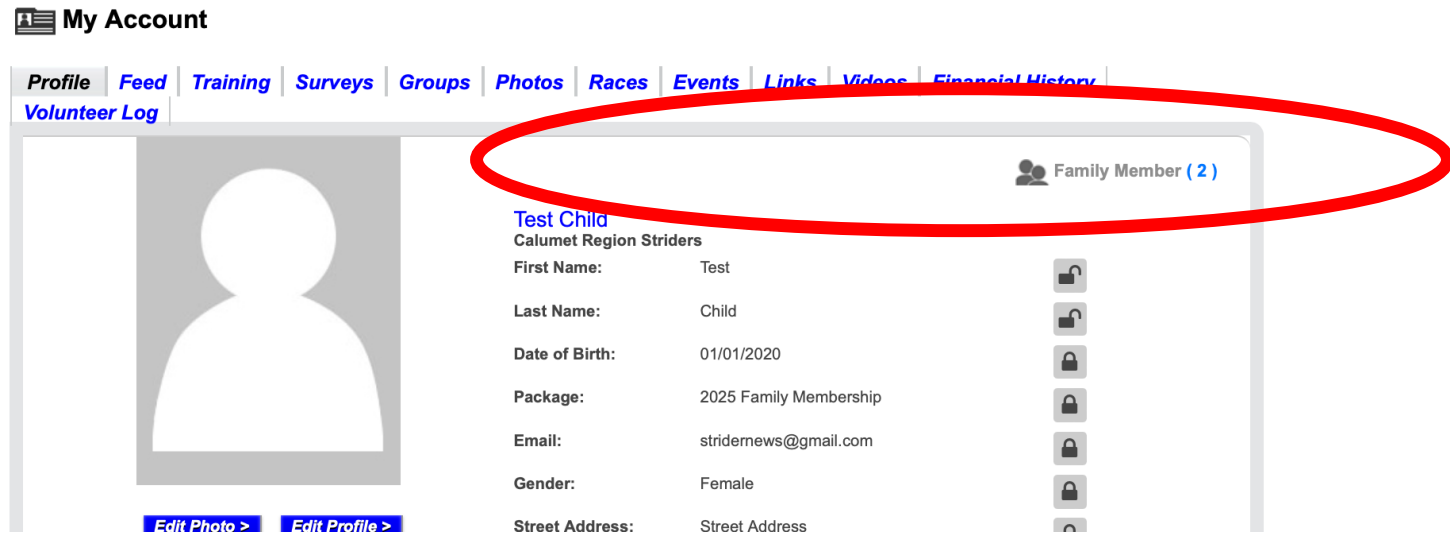 My Account
Profile Feed Training Surveys Groups Photos Races Events Links Videos Financial History
Volunteer Log
Family Member ( 2 )
Test Child
Calumet Region Striders
First Name: Test
Last Name: Child
Date of Birth: 01/01/2020
Package: 2025 Family Membership
Email: stridernews@gmail.com
Gender: Female
Edit Photo > Edit Profile > Street Address: Street Address